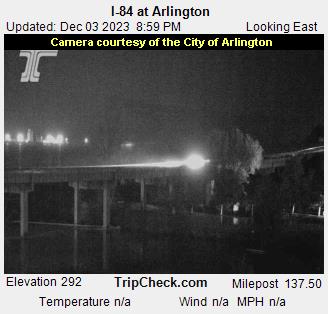 I-84 at Arlington
Updated: Dec 03 2023 8:59 PM Looking East
Camera courtesy of the City of Arlington
Elevation 292 TripCheck.com Milepost 137.50
Temperature n/a Wind n/a MPH n/a